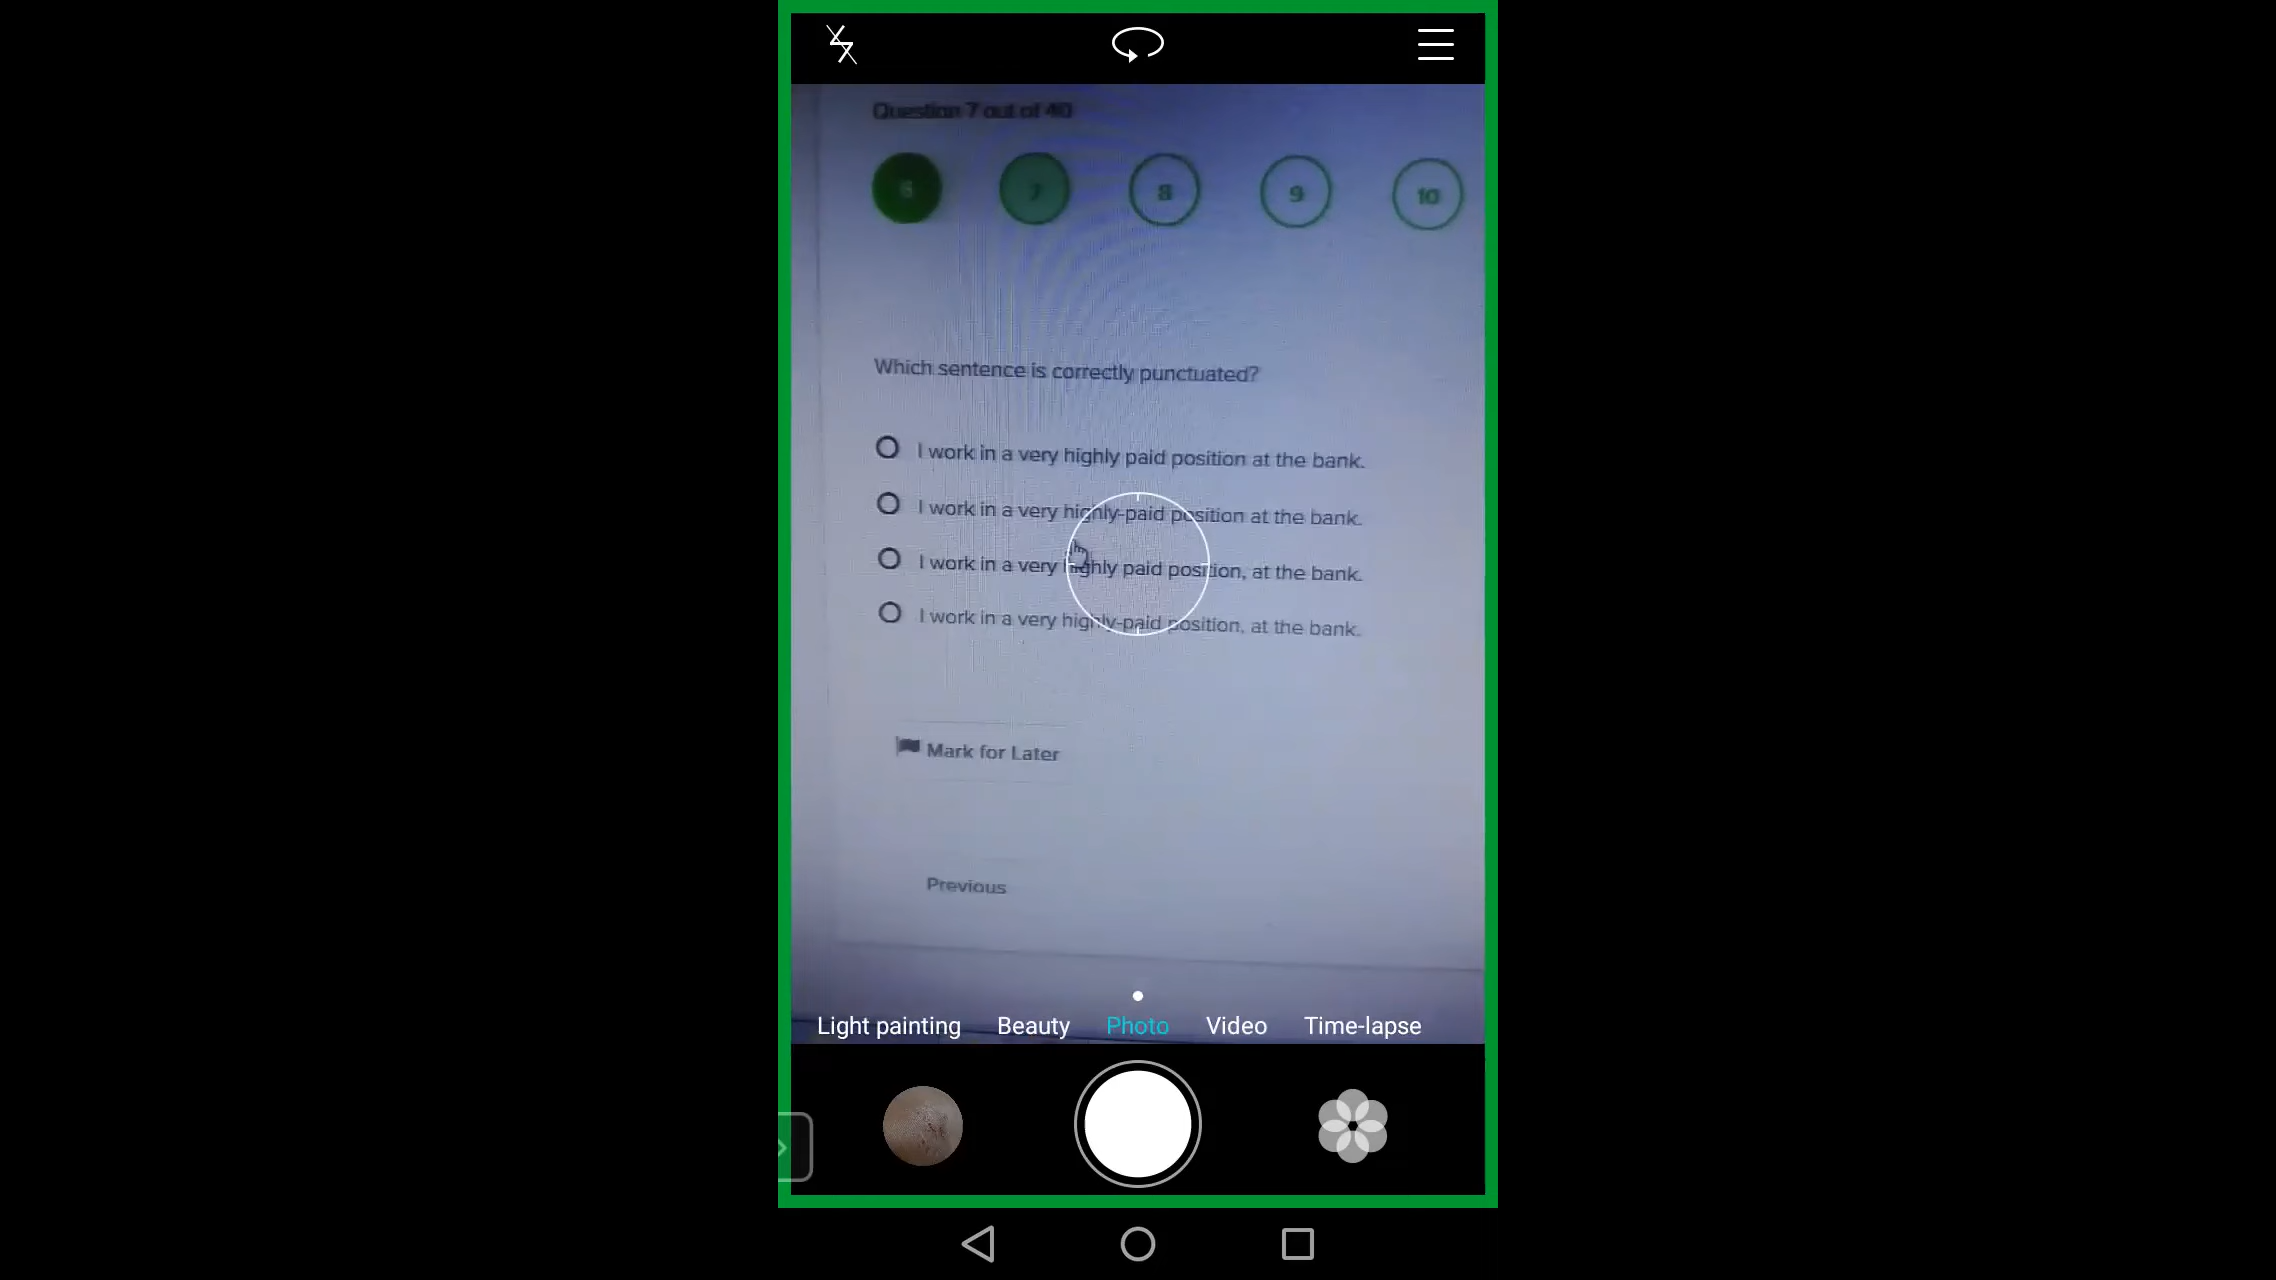 Question 7 out of 40
6 7 8 9 10
Which sentence is correctly punctuated?
I work in a very highly paid position at the bank.
I work in a very highly-paid position at the bank.
I work in a very highly paid position, at the bank.
I work in a very highly-paid position, at the bank.
Mark for Later
Previous
Light painting Beauty Photo Video Time-lapse